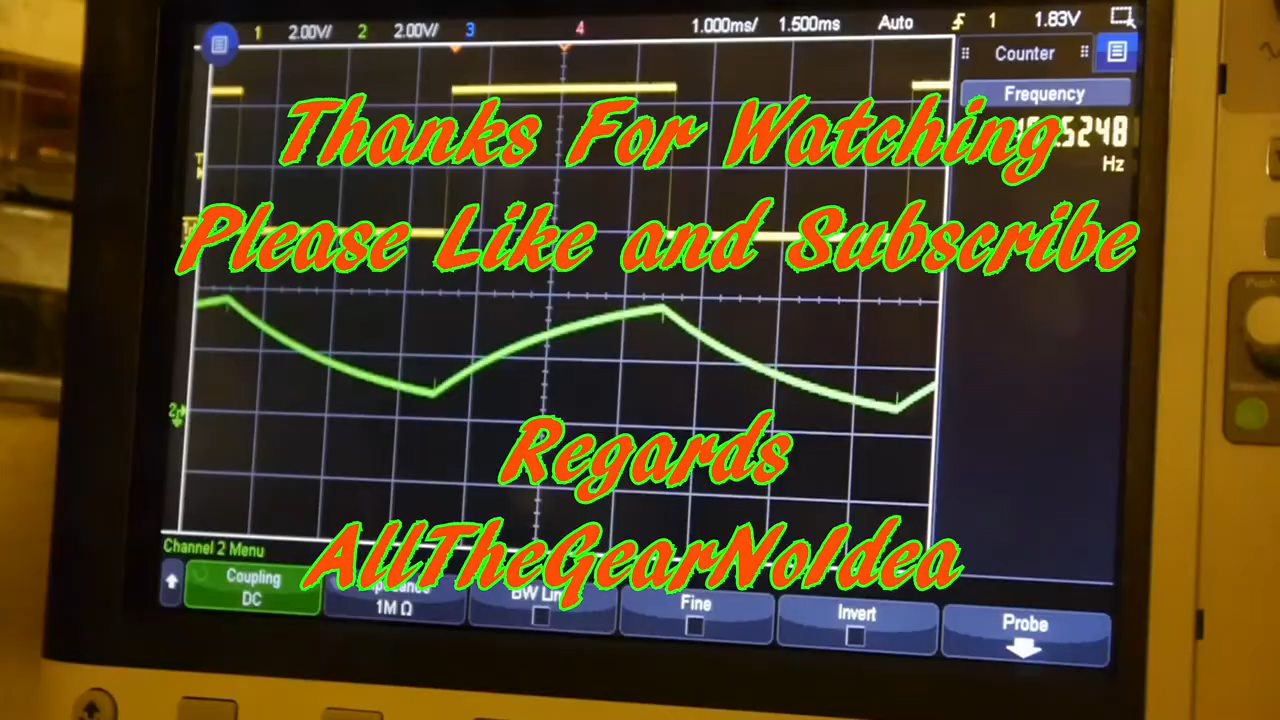 1 2.00V/ 2 2.00V/ 3 4 1.000ms/ 1.500ms Auto 1 1.83V
Counter
Frequency
Hz
Thanks For Watching
Please Like and Subscribe
Regards
AllTheGearNoIdea
Channel 2 Menu
Coupling
DC
1M Ω
BW
Fine
Invert
Probe